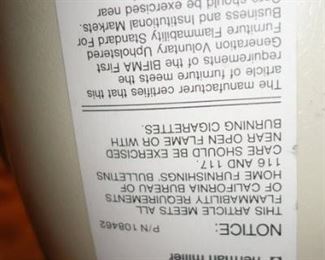 herman miller
P/N 108462
NOTICE:
THIS ARTICLE MEETS ALL
FLAMMABILITY REQUIREMENTS
OF CALIFORNIA BUREAU OF
HOME FURNISHINGS' BULLETINS
116 AND 117.
CARE SHOULD BE EXERCISED
NEAR OPEN FLAME OR WITH
BURNING CIGARETTES.
The manufacturer certifies that this
article of furniture meets the
requirements of the BIFMA First
Generation Voluntary Upholstered
Furniture Flammability Standard For
Business and Institutional Markets.
Care should be exercised near